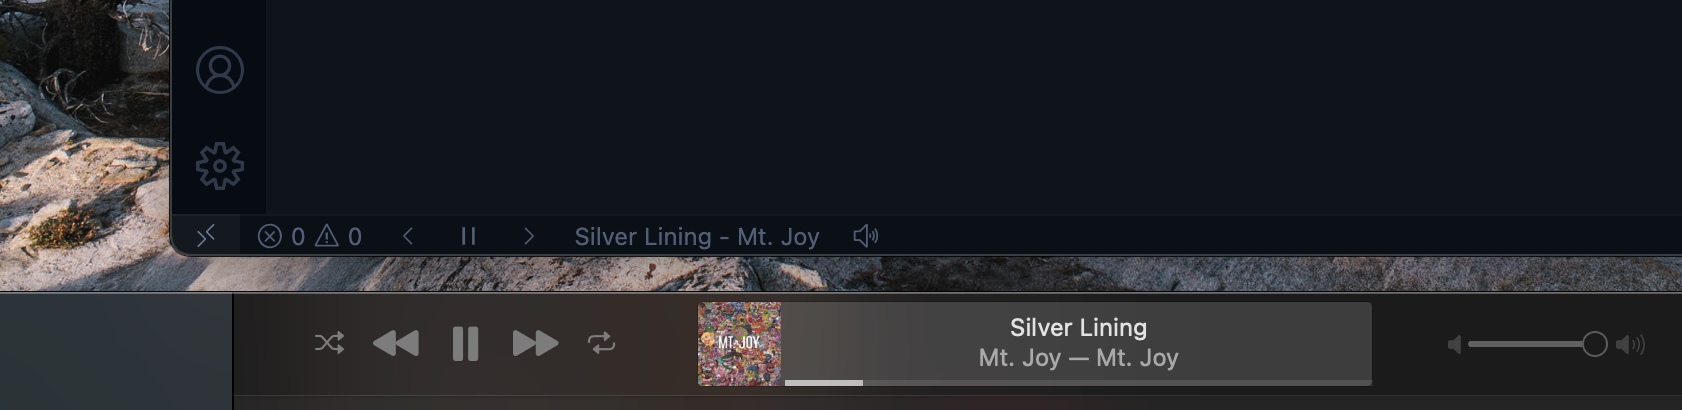 0 0 Silver Lining - Mt. Joy
MT. JOY
Silver Lining
Mt. Joy — Mt. Joy